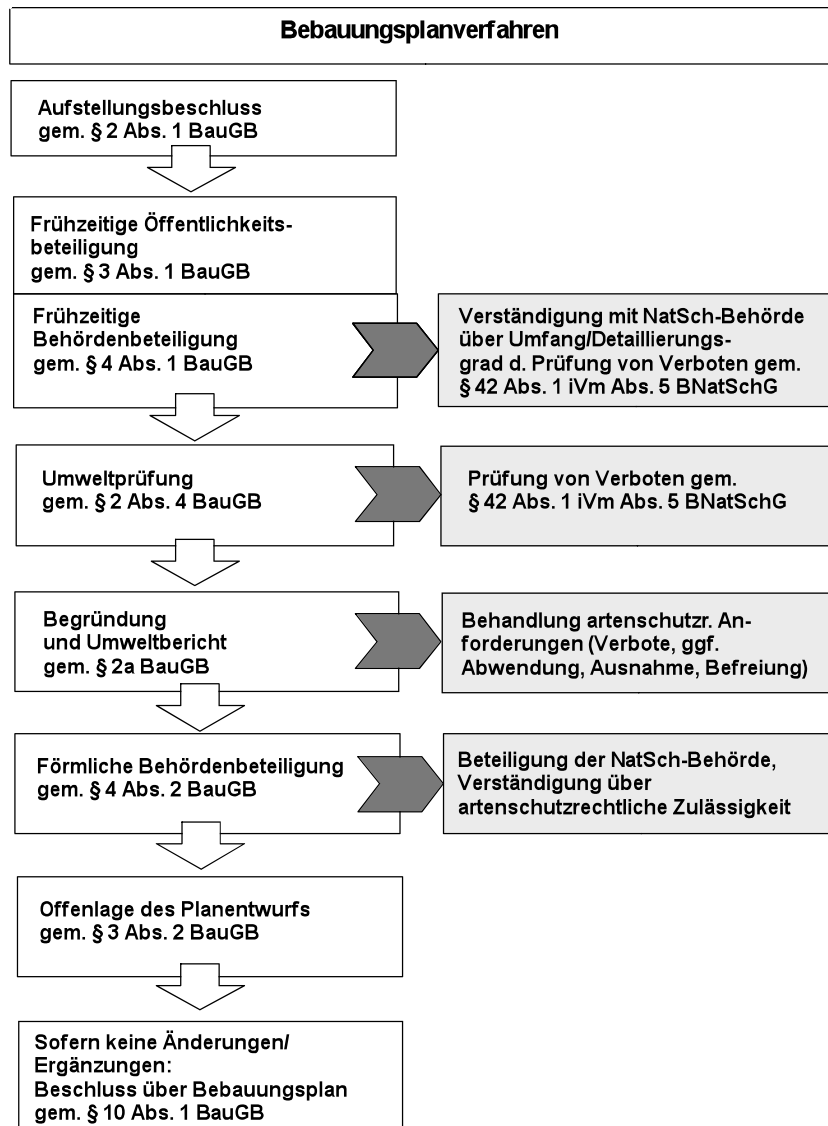 Bebauungsplanverfahren
Aufstellungsbeschluss
gem. § 2 Abs. 1 BauGB
Frühzeitige Öffentlichkeits-
beteiligung
gem. § 3 Abs. 1 BauGB
Frühzeitige
Behördenbeteiligung
gem. § 4 Abs. 1 BauGB
Verständigung mit NatSch-Behörde
über Umfang/Detaillierungs-
grad d. Prüfung von Verboten gem.
§ 42 Abs. 1 iVm Abs. 5 BNatSchG
Umweltprüfung
gem. § 2 Abs. 4 BauGB
Prüfung von Verboten gem.
§ 42 Abs. 1 iVm Abs. 5 BNatSchG
Begründung
und Umweltbericht
gem. § 2a BauGB
Behandlung artenschutzr. An-
forderungen (Verbote, ggf.
Abwendung, Ausnahme, Befreiung)
Förmliche Behördenbeteiligung
gem. § 4 Abs. 2 BauGB
Beteiligung der NatSch-Behörde,
Verständigung über
artenschutzrechtliche Zulässigkeit
Offenlage des Planentwurfs
gem. § 3 Abs. 2 BauGB
Sofern keine Änderungen/
Ergänzungen:
Beschluss über Bebauungsplan
gem. § 10 Abs. 1 BauGB